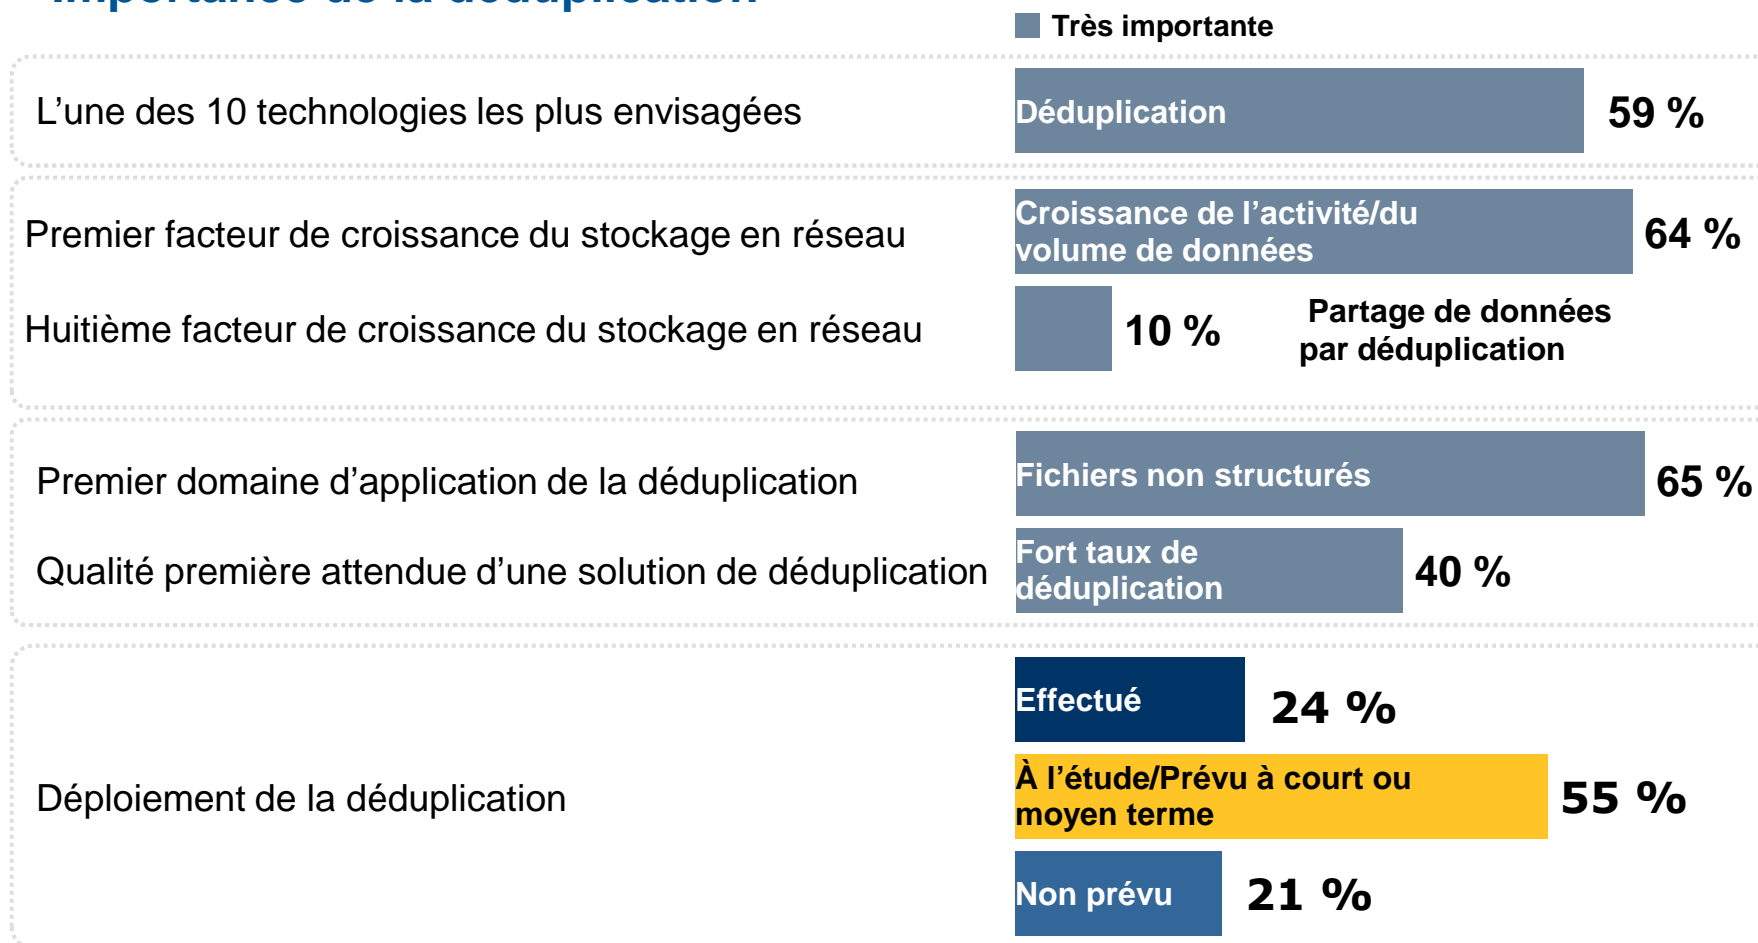 Importance de la déduplication
Très importante
L’une des 10 technologies les plus envisagées
Déduplication
59 %
Premier facteur de croissance du stockage en réseau
Croissance de l’activité/du
volume de données
64 %
Huitième facteur de croissance du stockage en réseau
10 %
Partage de données
par déduplication
Premier domaine d’application de la déduplication
Fichiers non structurés
65 %
Qualité première attendue d’une solution de déduplication
Fort taux de
déduplication
40 %
Déploiement de la déduplication
Effectué
24 %
À l’étude/Prévu à court ou
moyen terme
55 %
Non prévu
21 %